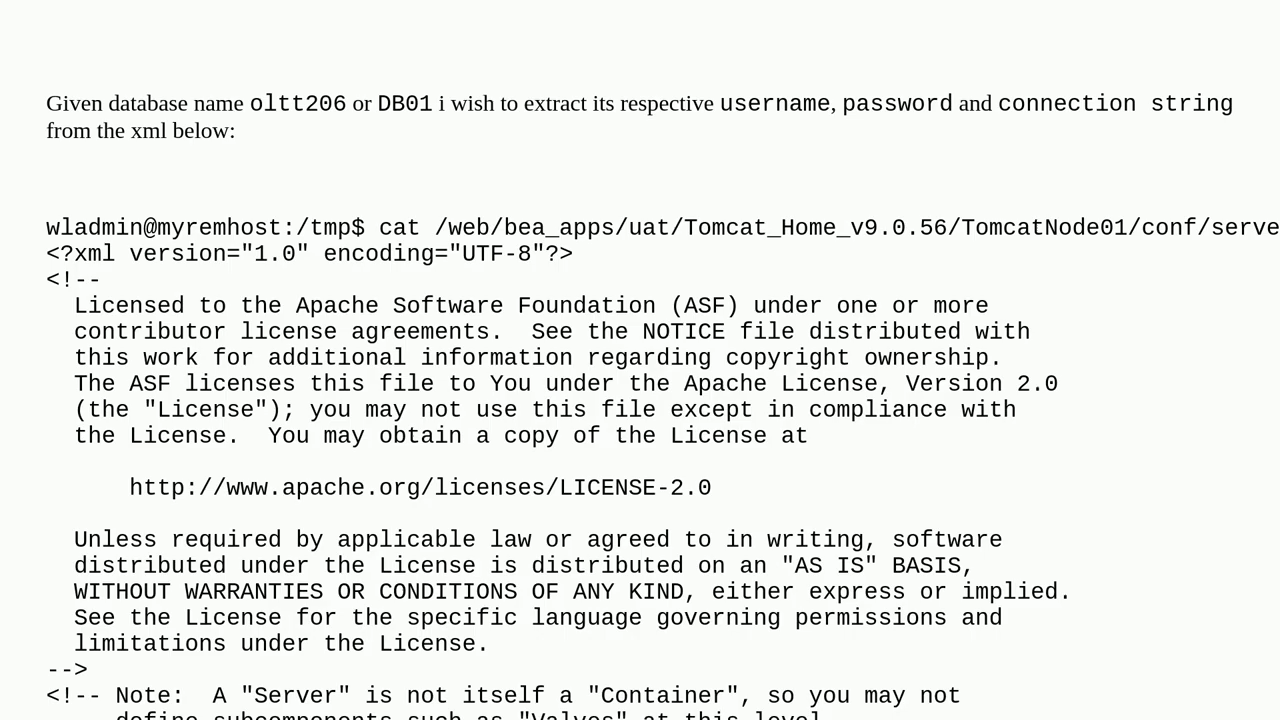 Given database name oltt206 or DB01 i wish to extract its respective username, password and connection string
from the xml below:
wladmin@myremhost:/tmp$ cat /web/bea_apps/uat/Tomcat_Home_v9.0.56/TomcatNode01/conf/serve
<?xml version="1.0" encoding="UTF-8"?>
<!--
  Licensed to the Apache Software Foundation (ASF) under one or more
  contributor license agreements.  See the NOTICE file distributed with
  this work for additional information regarding copyright ownership.
  The ASF licenses this file to You under the Apache License, Version 2.0
  (the "License"); you may not use this file except in compliance with
  the License.  You may obtain a copy of the License at
      http://www.apache.org/licenses/LICENSE-2.0
  Unless required by applicable law or agreed to in writing, software
  distributed under the License is distributed on an "AS IS" BASIS,
  WITHOUT WARRANTIES OR CONDITIONS OF ANY KIND, either express or implied.
  See the License for the specific language governing permissions and
  limitations under the License.
-->
<!-- Note:  A "Server" is not itself a "Container", so you may not
     define subcomponents such as "Valves" at this level.